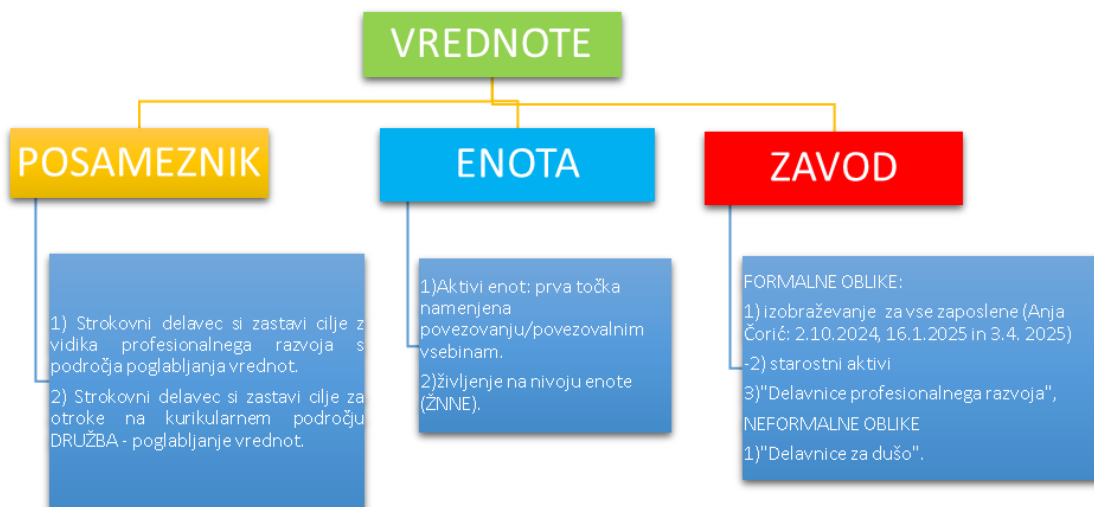 VREDNOTE
POSAMEZNIK
1) Strokovni delavec si zastavi cilje z
vidika profesionalnega razvoja s
področja poglabljanja vrednot.
2) Strokovni delavec si zastavi cilje za
otroke na kurikularnem področju
DRUŽBA - poglabljanje vrednot.
ENOTA
1)Aktivi enot: prva točka
namenjena
povezovanju/povezovalnim
vsebinam.
2)življenje na nivoju enote
(ŽNNE).
ZAVOD
FORMALNE OBLIKE:
1) izobraževanje za vse zaposlene (Anja
Čorić: 2.10.2024, 16.1.2025 in 3.4. 2025)
-2) starostni aktivi
3)"Delavnice profesionalnega razvoja",
NEFORMALNE OBLIKE
1)"Delavnice za dušo".